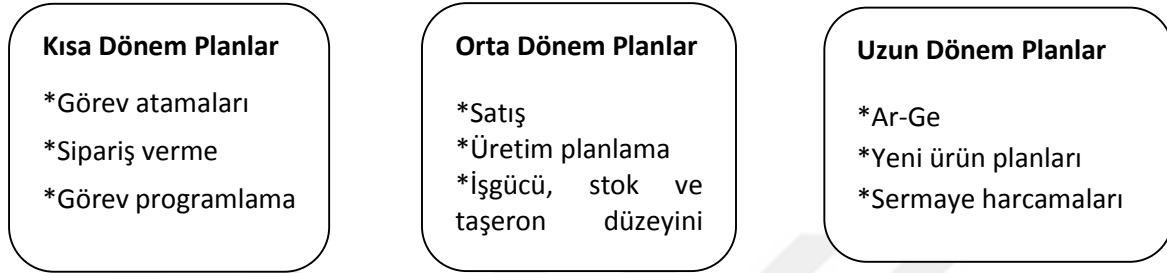 Kısa Dönem Planlar
*Görev atamaları
*Sipariş verme
*Görev programlama
Orta Dönem Planlar
*Satış
*Üretim planlama
*İşgücü, stok ve
taşeron düzeyini
Uzun Dönem Planlar
*Ar-Ge
*Yeni ürün planları
*Sermaye harcamaları